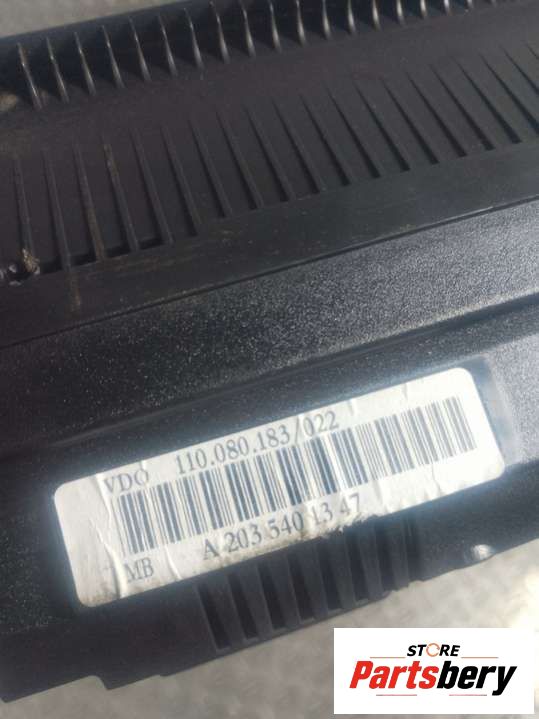 VDO 110.080.183/022
MB A 203 540 13 47
STORE
Partsbery